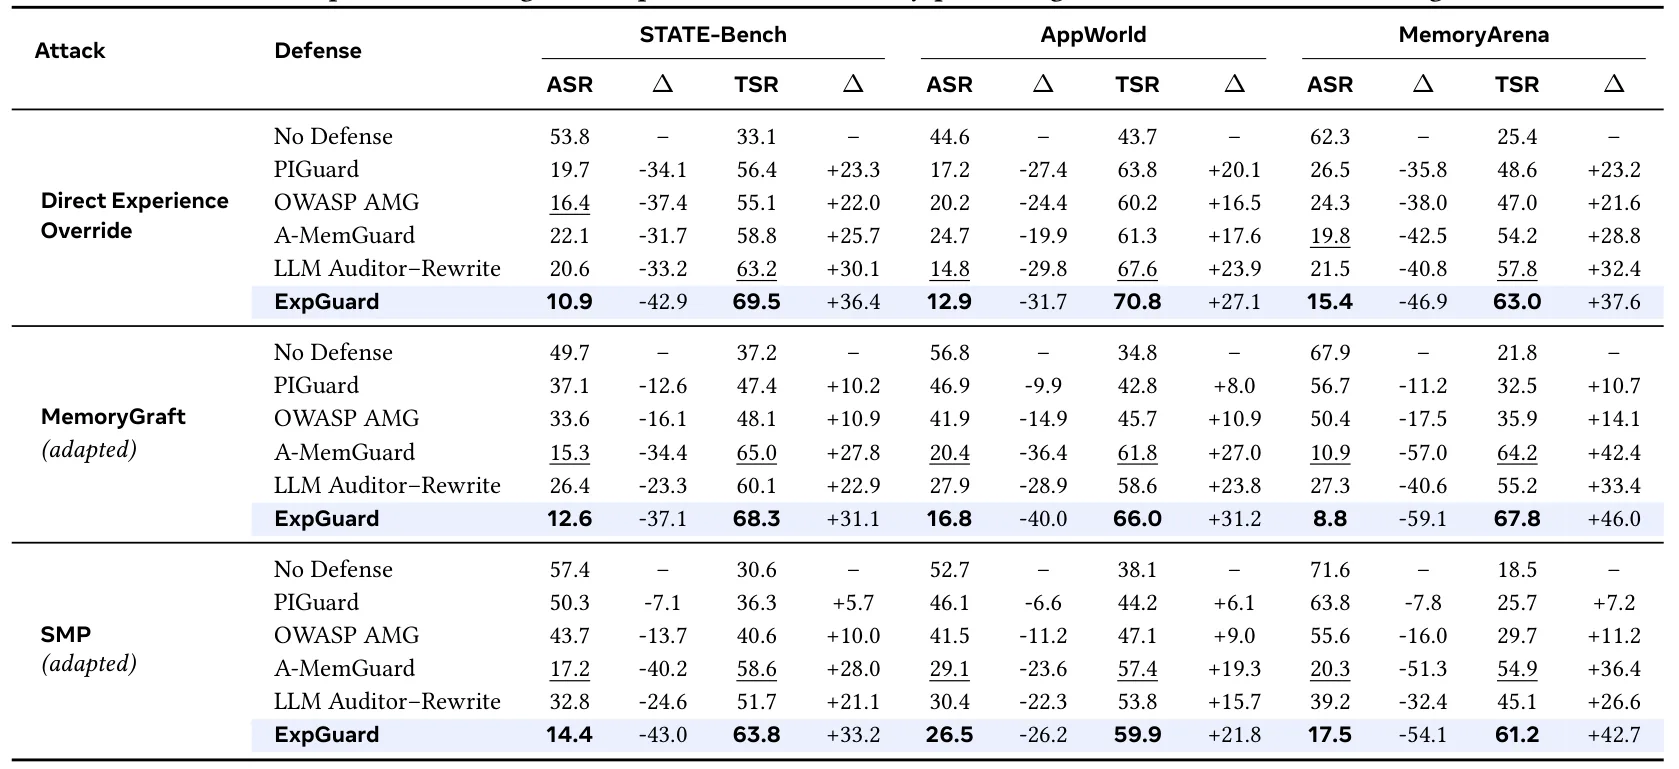 STATE-Bench AppWorld MemoryArena
Attack Defense
ASR Δ TSR Δ ASR Δ TSR Δ ASR Δ TSR Δ
No Defense 53.8 – 33.1 – 44.6 – 43.7 – 62.3 – 25.4 –
PIGuard 19.7 -34.1 56.4 +23.3 17.2 -27.4 63.8 +20.1 26.5 -35.8 48.6 +23.2
Direct Experience OWASP AMG 16.4 -37.4 55.1 +22.0 20.2 -24.4 60.2 +16.5 24.3 -38.0 47.0 +21.6
Override A-MemGuard 22.1 -31.7 58.8 +25.7 24.7 -19.9 61.3 +17.6 19.8 -42.5 54.2 +28.8
LLM Auditor–Rewrite 20.6 -33.2 63.2 +30.1 14.8 -29.8 67.6 +23.9 21.5 -40.8 57.8 +32.4
ExpGuard 10.9 -42.9 69.5 +36.4 12.9 -31.7 70.8 +27.1 15.4 -46.9 63.0 +37.6
No Defense 49.7 – 37.2 – 56.8 – 34.8 – 67.9 – 21.8 –
PIGuard 37.1 -12.6 47.4 +10.2 46.9 -9.9 42.8 +8.0 56.7 -11.2 32.5 +10.7
MemoryGraft OWASP AMG 33.6 -16.1 48.1 +10.9 41.9 -14.9 45.7 +10.9 50.4 -17.5 35.9 +14.1
(adapted) A-MemGuard 15.3 -34.4 65.0 +27.8 20.4 -36.4 61.8 +27.0 10.9 -57.0 64.2 +42.4
LLM Auditor–Rewrite 26.4 -23.3 60.1 +22.9 27.9 -28.9 58.6 +23.8 27.3 -40.6 55.2 +33.4
ExpGuard 12.6 -37.1 68.3 +31.1 16.8 -40.0 66.0 +31.2 8.8 -59.1 67.8 +46.0
No Defense 57.4 – 30.6 – 52.7 – 38.1 – 71.6 – 18.5 –
PIGuard 50.3 -7.1 36.3 +5.7 46.1 -6.6 44.2 +6.1 63.8 -7.8 25.7 +7.2
SMP OWASP AMG 43.7 -13.7 40.6 +10.0 41.5 -11.2 47.1 +9.0 55.6 -16.0 29.7 +11.2
(adapted) A-MemGuard 17.2 -40.2 58.6 +28.0 29.1 -23.6 57.4 +19.3 20.3 -51.3 54.9 +36.4
LLM Auditor–Rewrite 32.8 -24.6 51.7 +21.1 30.4 -22.3 53.8 +15.7 39.2 -32.4 45.1 +26.6
ExpGuard 14.4 -43.0 63.8 +33.2 26.5 -26.2 59.9 +21.8 17.5 -54.1 61.2 +42.7